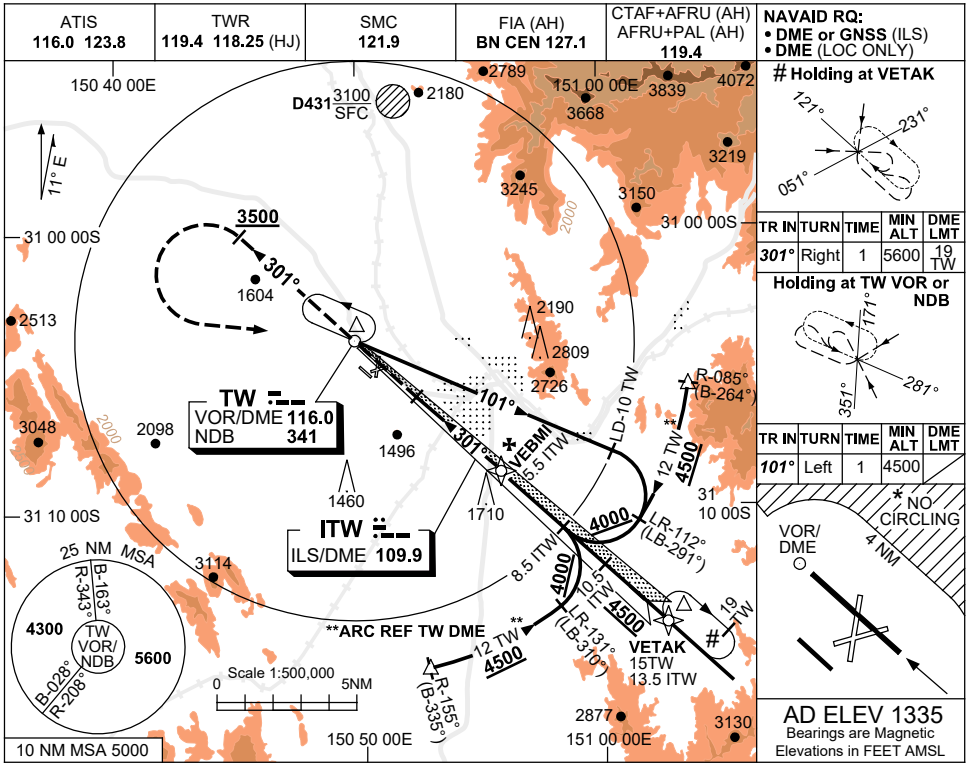 ATIS
116.0 123.8
TWR
119.4 118.25 (HJ)
SMC
121.9
FIA (AH)
BN CEN 127.1
CTAF+AFRU (AH)
AFRU+PAL (AH)
119.4
NAVAID RQ:
• DME or GNSS (ILS)
• DME (LOC ONLY)
150 40 00E
D431 3100
SFC
2180
2789
151 00 00E
3668
3839
4072
3219
3245
3150
2000
11° E
31 00 00S
31 00 00S
3500
301°
1604
2513
2190
2809
2726
101°
LD-10 TW
R-085°
(B-264°)
**
12 TW
4500
TW
VOR/DME 116.0
NDB 341
3048
2000
2098
1496
301°
VEBMI
5.5 ITW
1460
1710
31 10 00S
31
10 00S
ITW
ILS/DME 109.9
8.5 ITW
4000
LR-112°
(LB-291°)
4000
10.5
ITW
4500
19
TW
#
3114
25 NM MSA
B-163°
R-343°
4300
TW
VOR/
NDB
5600
B-028°
R-208°
**ARC REF TW DME
**
12 TW
4500
LR-131°
(LB-310°)
VETAK
15TW
13.5 ITW
R-155°
(B-335°)
Scale 1:500,000
0 5NM
2877
3130
10 NM MSA 5000
150 50 00E
151 00 00E
# Holding at VETAK
121°
231°
051°
TR IN TURN TIME MIN ALT DME LMT
301° Right 1 5600 19 TW
Holding at TW VOR or
NDB
171°
281°
351°
TR IN TURN TIME MIN ALT DME LMT
101° Left 1 4500
* NO
CIRCLING
4 NM
VOR/
DME
AD ELEV 1335
Bearings are Magnetic
Elevations in FEET AMSL